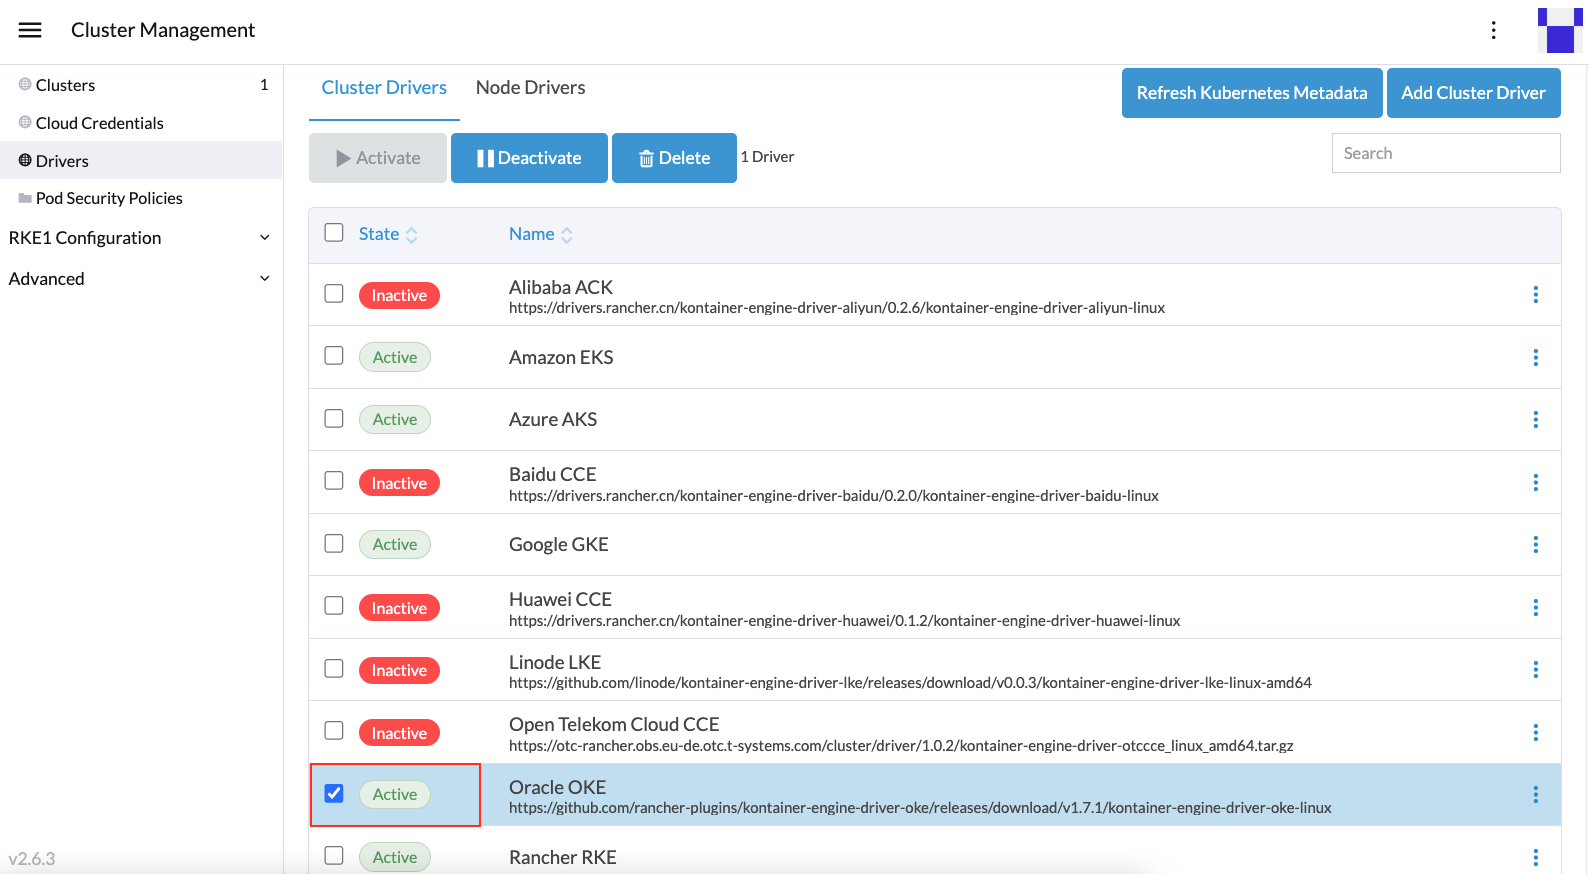 Cluster Management
Clusters 1
Cloud Credentials
Drivers
Pod Security Policies
RKE1 Configuration
Advanced
v2.6.3
Cluster Drivers Node Drivers
Refresh Kubernetes Metadata Add Cluster Driver
Activate Deactivate Delete 1 Driver
Search
State Name
Inactive Alibaba ACK
https://drivers.rancher.cn/kontainer-engine-driver-aliyun/0.2.6/kontainer-engine-driver-aliyun-linux
Active Amazon EKS
Active Azure AKS
Inactive Baidu CCE
https://drivers.rancher.cn/kontainer-engine-driver-baidu/0.2.0/kontainer-engine-driver-baidu-linux
Active Google GKE
Inactive Huawei CCE
https://drivers.rancher.cn/kontainer-engine-driver-huawei/0.1.2/kontainer-engine-driver-huawei-linux
Inactive Linode LKE
https://github.com/linode/kontainer-engine-driver-lke/releases/download/v0.0.3/kontainer-engine-driver-lke-linux-amd64
Inactive Open Telekom Cloud CCE
https://otc-rancher.obs.eu-de.otc.t-systems.com/cluster/driver/1.0.2/kontainer-engine-driver-otccce_linux_amd64.tar.gz
Active Oracle OKE
https://github.com/rancher-plugins/kontainer-engine-driver-oke/releases/download/v1.7.1/kontainer-engine-driver-oke-linux
Active Rancher RKE